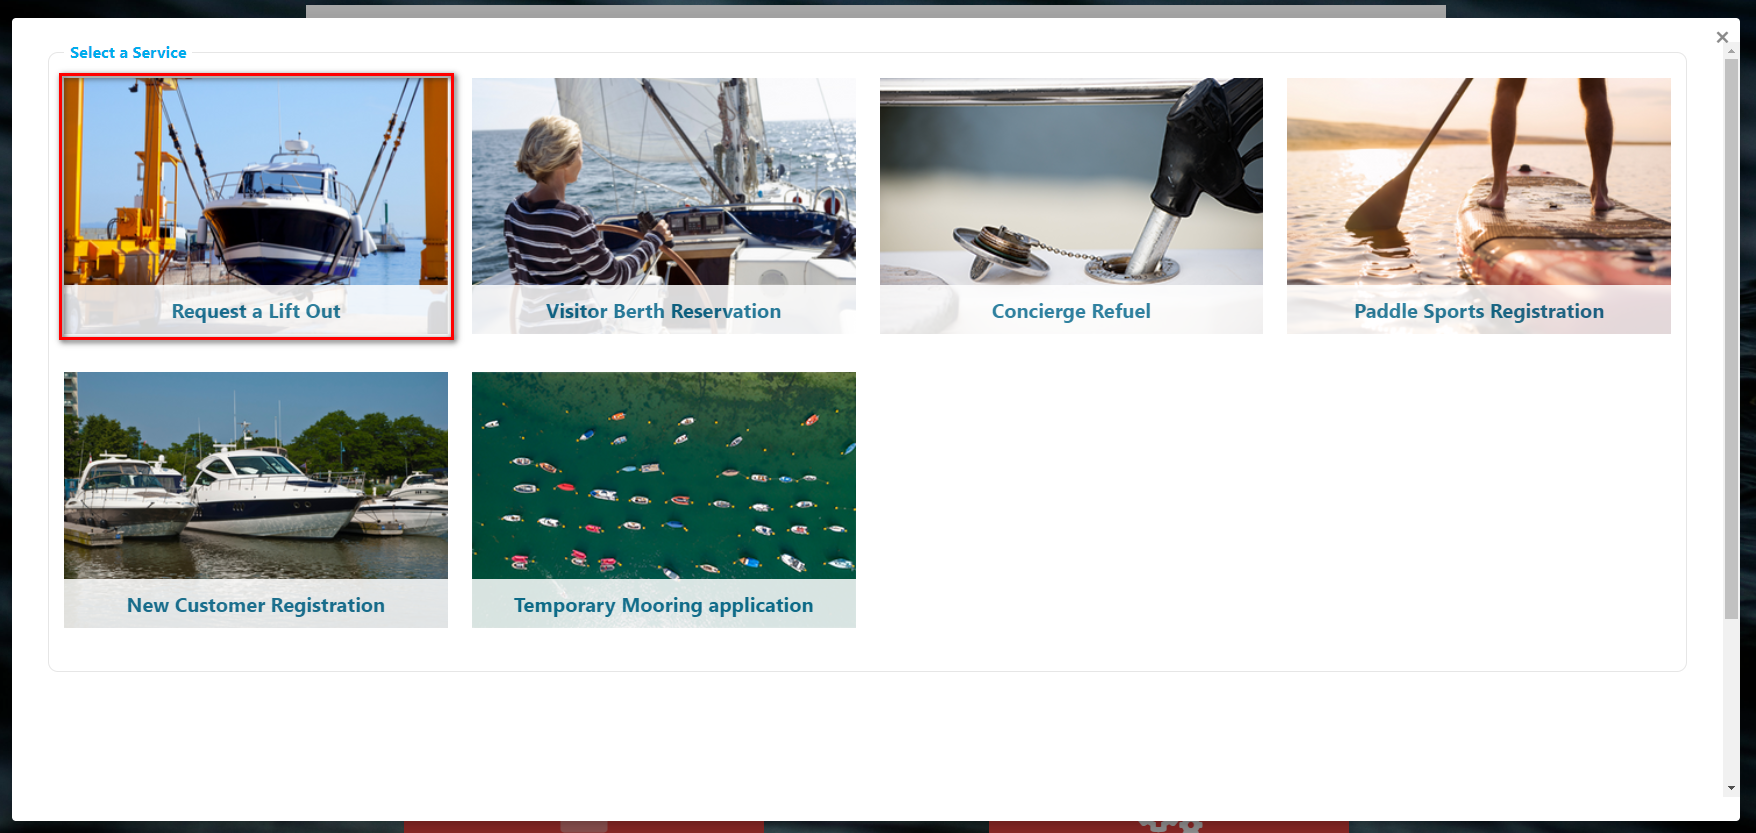 Select a Service
Request a Lift Out
Visitor Berth Reservation
Concierge Refuel
Paddle Sports Registration
New Customer Registration
Temporary Mooring application